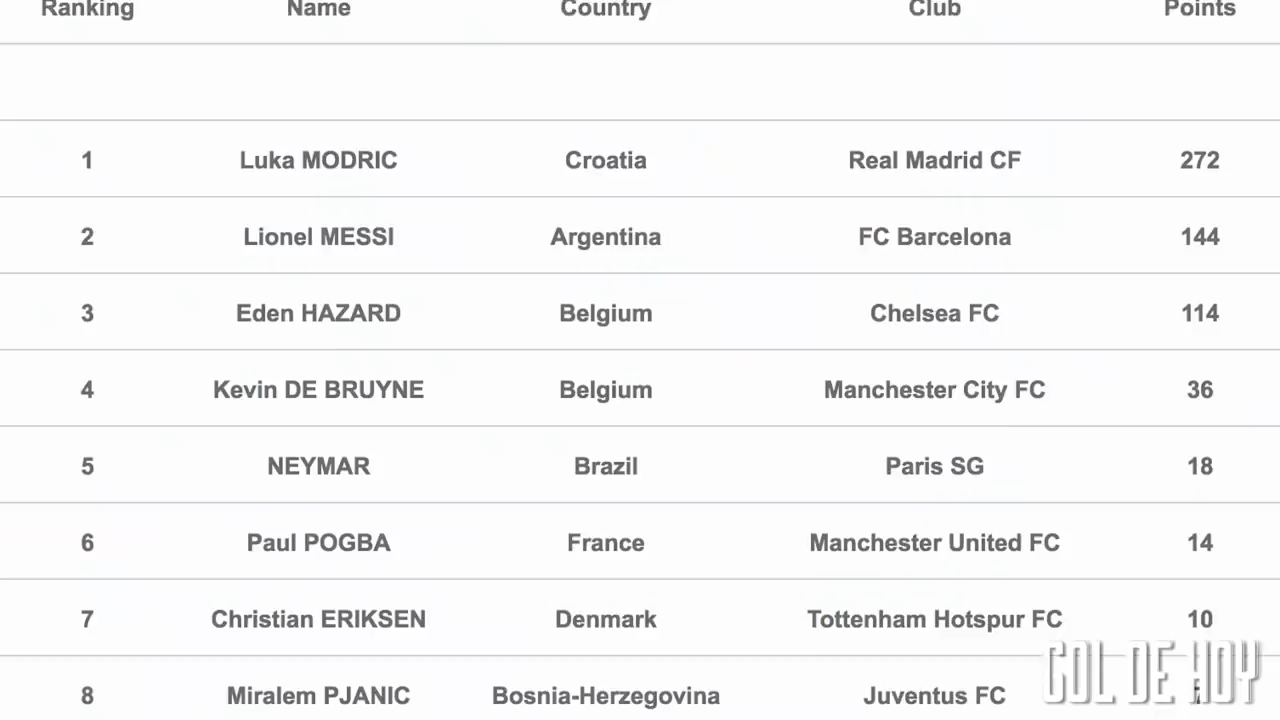 Ranking Name Country Club Points
1 Luka MODRIC Croatia Real Madrid CF 272
2 Lionel MESSI Argentina FC Barcelona 144
3 Eden HAZARD Belgium Chelsea FC 114
4 Kevin DE BRUYNE Belgium Manchester City FC 36
5 NEYMAR Brazil Paris SG 18
6 Paul POGBA France Manchester United FC 14
7 Christian ERIKSEN Denmark Tottenham Hotspur FC 10
8 Miralem PJANIC Bosnia-Herzegovina Juventus FC
GOL DE HOY